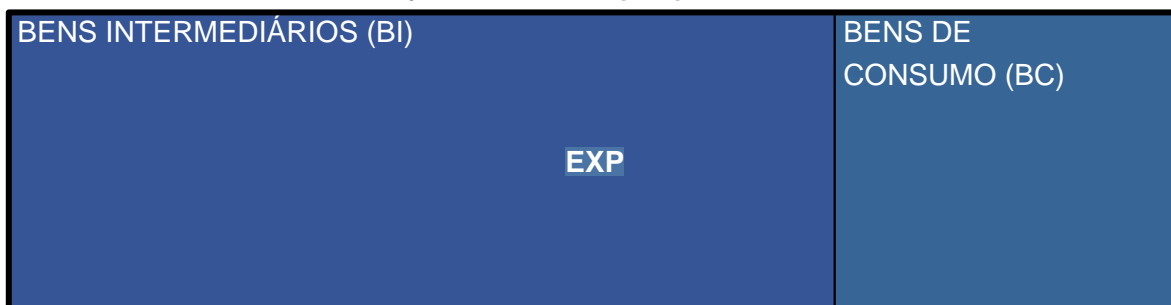 BENS INTERMEDIÁRIOS (BI)
BENS DE
CONSUMO (BC)
EXP